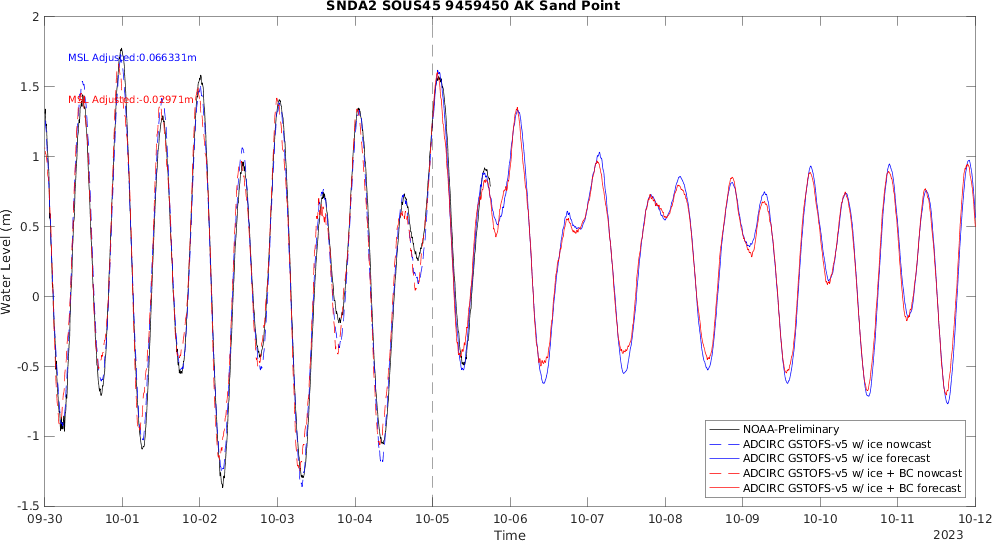 SNDA2 SOUS45 9459450 AK Sand Point
2
1.5
1
0.5
0
-0.5
-1
-1.5
Water Level (m)
MSL Adjusted:0.066331m
MSL Adjusted:-0.02971m
NOAA-Preliminary
ADCIRC GSTOFS-v5 w/ ice nowcast
ADCIRC GSTOFS-v5 w/ ice forecast
ADCIRC GSTOFS-v5 w/ ice + BC nowcast
ADCIRC GSTOFS-v5 w/ ice + BC forecast
09-30 10-01 10-02 10-03 10-04 10-05 10-06 10-07 10-08 10-09 10-10 10-11 10-12
Time
2023